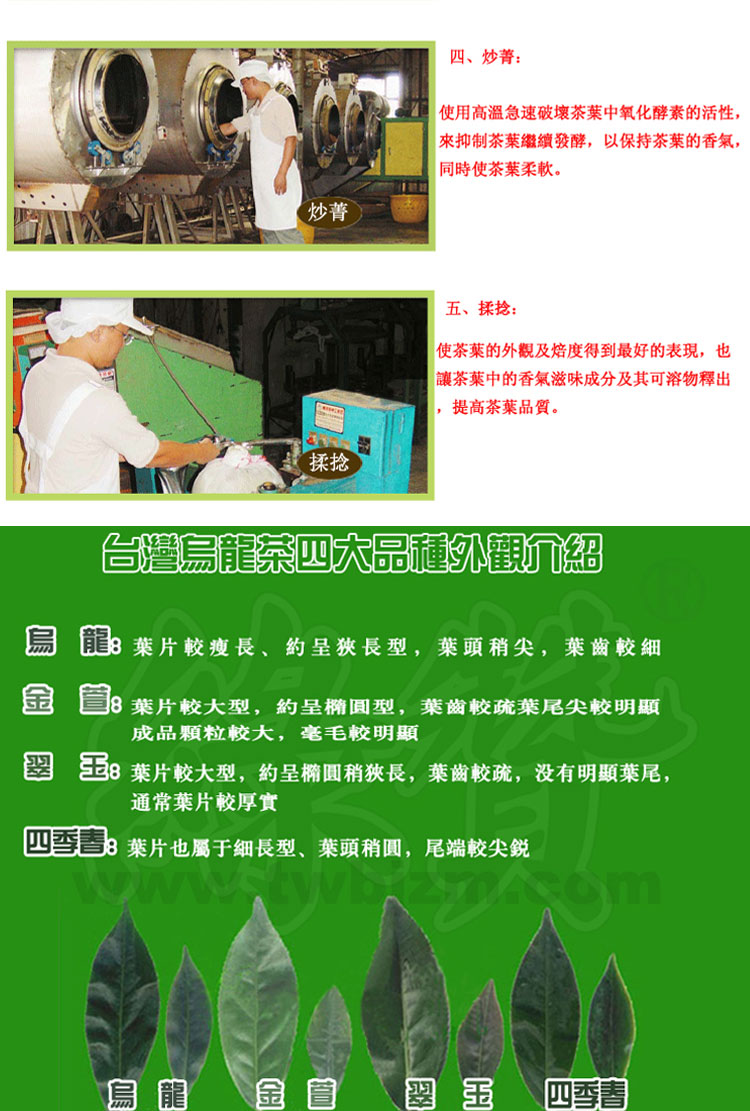 四、炒菁：
使用高溫急速破壞茶葉中氧化酵素的活性，
來抑制茶葉繼續發酵，以保持茶葉的香氣，
同時使茶葉柔軟。
炒菁
五、揉捻：
使茶葉的外觀及焙度得到最好的表現，也
讓茶葉中的香氣滋味成分及其可溶物釋出
，提高茶葉品質。
揉捻
台灣烏龍茶四大品種外觀介紹
®
烏 龍：葉片較瘦長、約呈狹長型，葉頭稍尖，葉齒較細
金 萱：葉片較大型，約呈橢圓型，葉齒較疏葉尾尖較明顯
成品顆粒較大，毫毛較明顯
翠 玉：葉片較大型，約呈橢圓稍狹長，葉齒較疏，没有明顯葉尾，
通常葉片較厚實
四季春：葉片也屬于細長型、葉頭稍圓，尾端較尖銳
www.twbizm.com
烏 龍 金 萱 翠 玉 四季春